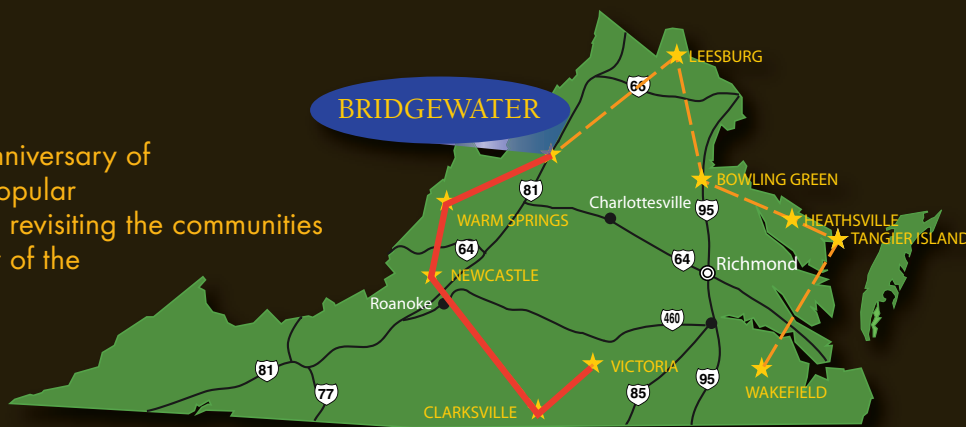 LEESBURG
66
BRIDGEWATER
nniversary of
opular
revisiting the communities
of the
81
BOWLING GREEN
95
Charlottesville
WARM SPRINGS
HEATHSVILLE
TANGIER ISLAND
64
64
Richmond
NEWCASTLE
Roanoke
460
81
77
VICTORIA
85
95
WAKEFIELD
CLARKSVILLE